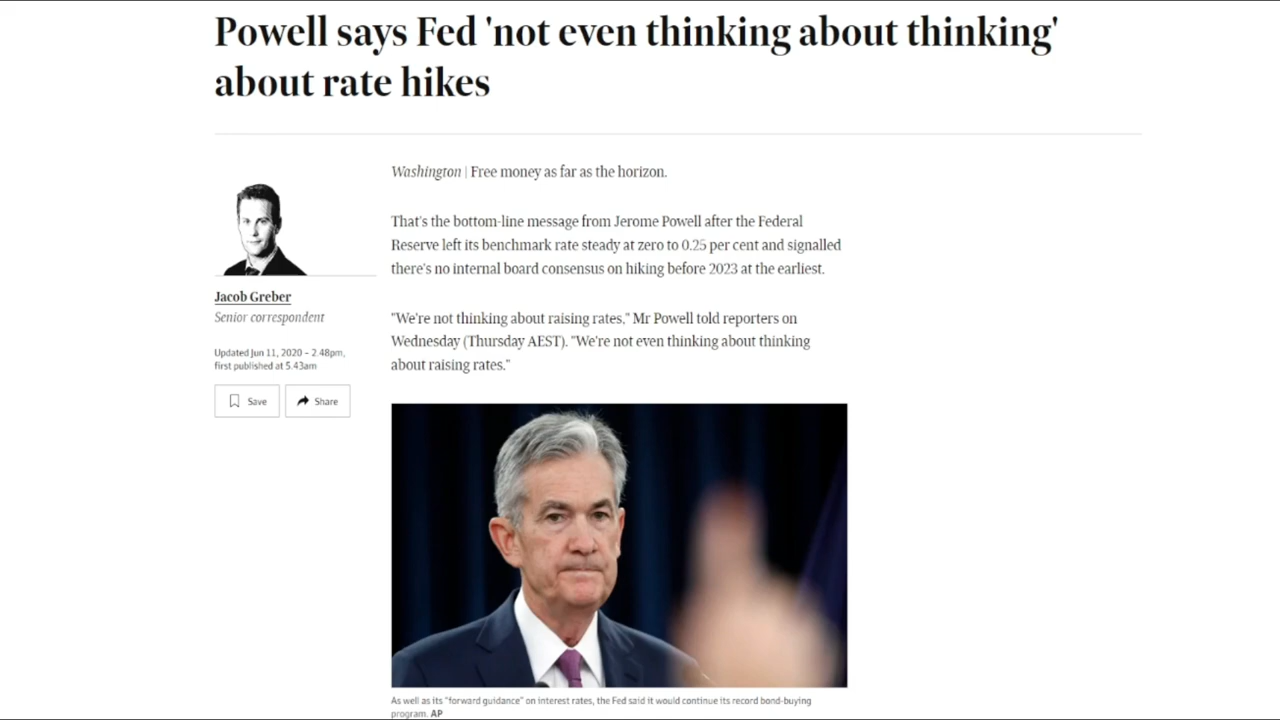 Powell says Fed 'not even thinking about thinking'
about rate hikes
Washington | Free money as far as the horizon.
That's the bottom-line message from Jerome Powell after the Federal
Reserve left its benchmark rate steady at zero to 0.25 per cent and signalled
there's no internal board consensus on hiking before 2023 at the earliest.
Jacob Greber
Senior correspondent
"We're not thinking about raising rates," Mr Powell told reporters on
Wednesday (Thursday AEST). "We're not even thinking about thinking
about raising rates."
Updated Jun 11, 2020 – 2.48pm,
first published at 5.43am
Save
Share
As well as its "forward guidance" on interest rates, the Fed said it would continue its record bond-buying
program. AP